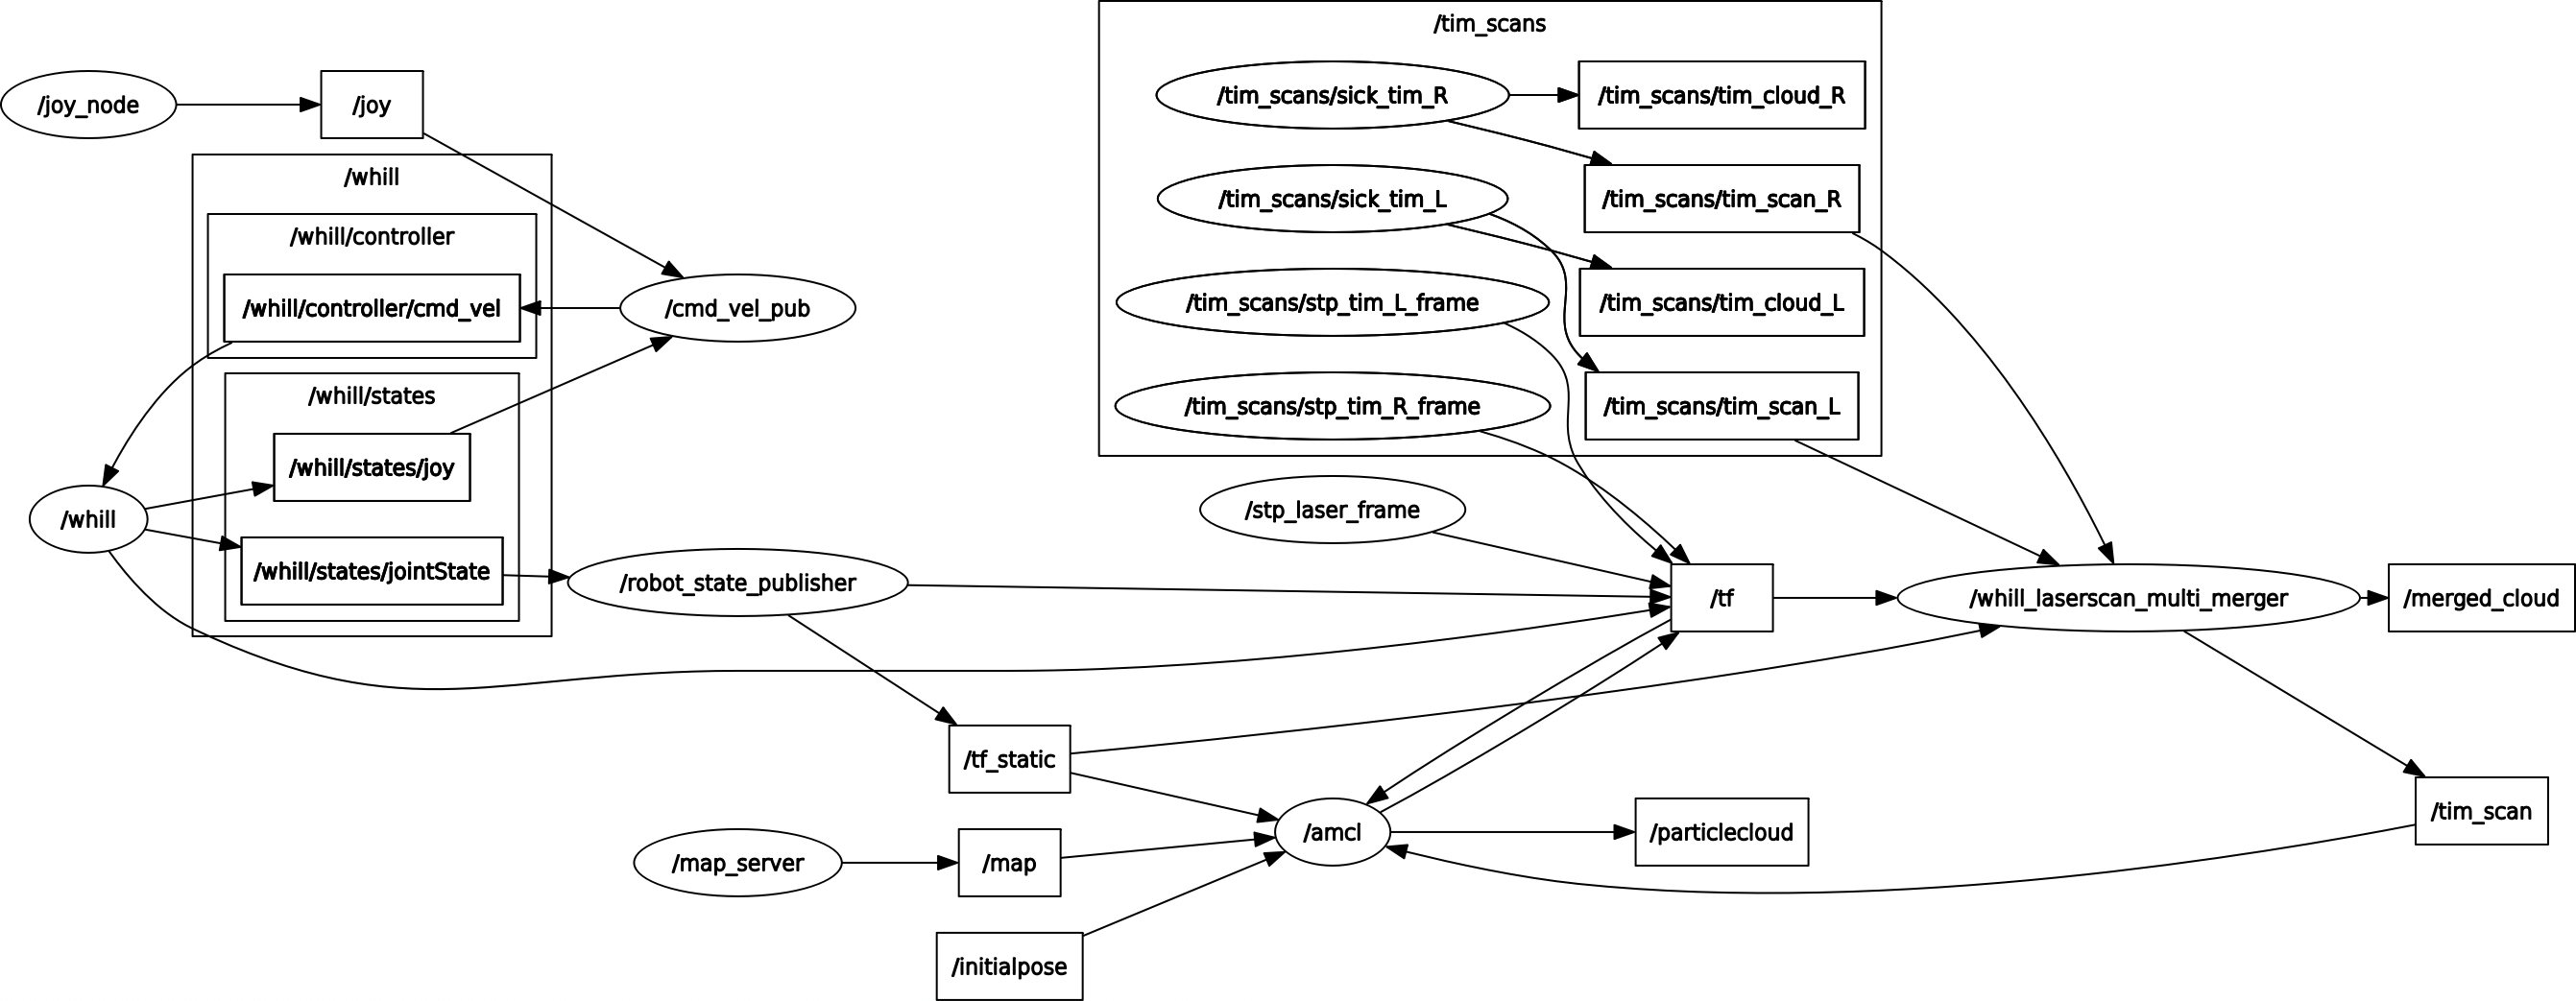 /tim_scans
/joy_node
/joy
/tim_scans/sick_tim_R
/tim_scans/tim_cloud_R
/whill
/tim_scans/sick_tim_L
/tim_scans/tim_scan_R
/whill/controller
/whill/controller/cmd_vel
/cmd_vel_pub
/tim_scans/stp_tim_L_frame
/tim_scans/tim_cloud_L
/whill/states
/tim_scans/stp_tim_R_frame
/tim_scans/tim_scan_L
/whill/states/joy
/whill
/stp_laser_frame
/whill/states/jointState
/robot_state_publisher
/tf
/whill_laserscan_multi_merger
/merged_cloud
/tf_static
/tim_scan
/map_server
/map
/amcl
/particlecloud
/initialpose